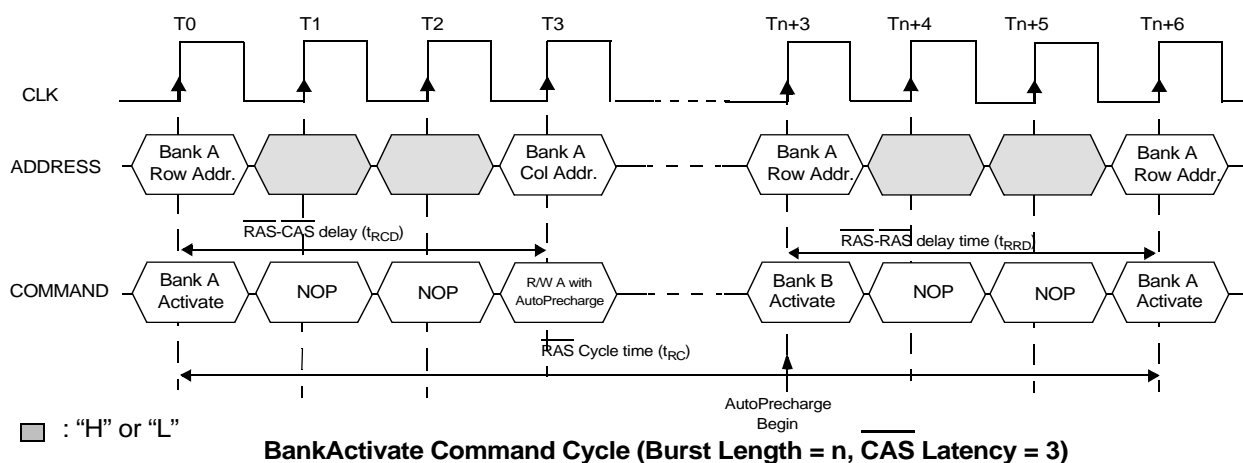 T0 T1 T2 T3 Tn+3 Tn+4 Tn+5 Tn+6
CLK
ADDRESS
Bank A
Row Addr.
Bank A
Col Addr.
Bank A
Row Addr.
Bank A
Row Addr.
RAS-CAS delay (tRCD)
RAS-RAS delay time (tRRD)
COMMAND
Bank A
Activate
NOP
NOP
R/W A with
AutoPrecharge
Bank B
Activate
NOP
NOP
Bank A
Activate
RAS Cycle time (tRC)
AutoPrecharge
Begin
: “H” or “L”
BankActivate Command Cycle (Burst Length = n, CAS Latency = 3)